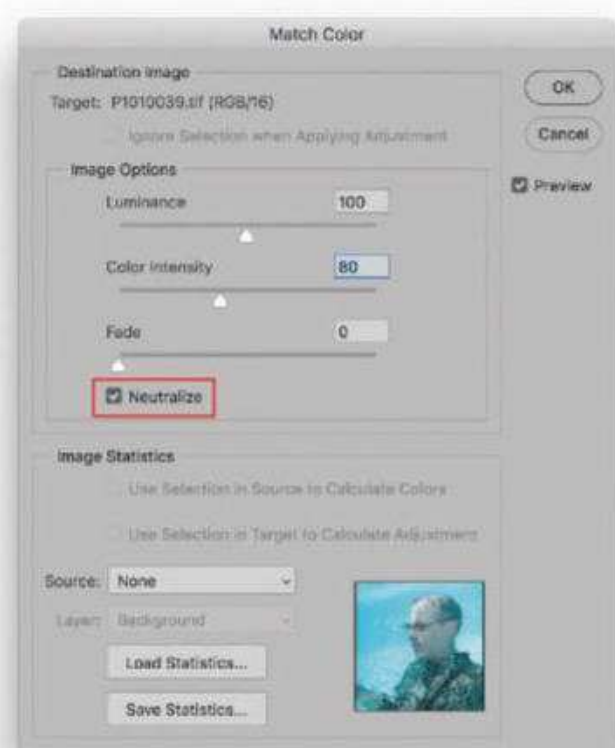 Match Color
Destination Image
Target: P1010039.tif (RGB/16)
Ignore Selection when Applying Adjustment
OK
Cancel
Preview
Image Options
Luminance 100
Color Intensity 80
Fade 0
Neutralize
Image Statistics
Use Selection in Source to Calculate Colors
Use Selection in Target to Calculate Adjustment
Source: None
Layer: Background
Load Statistics...
Save Statistics...